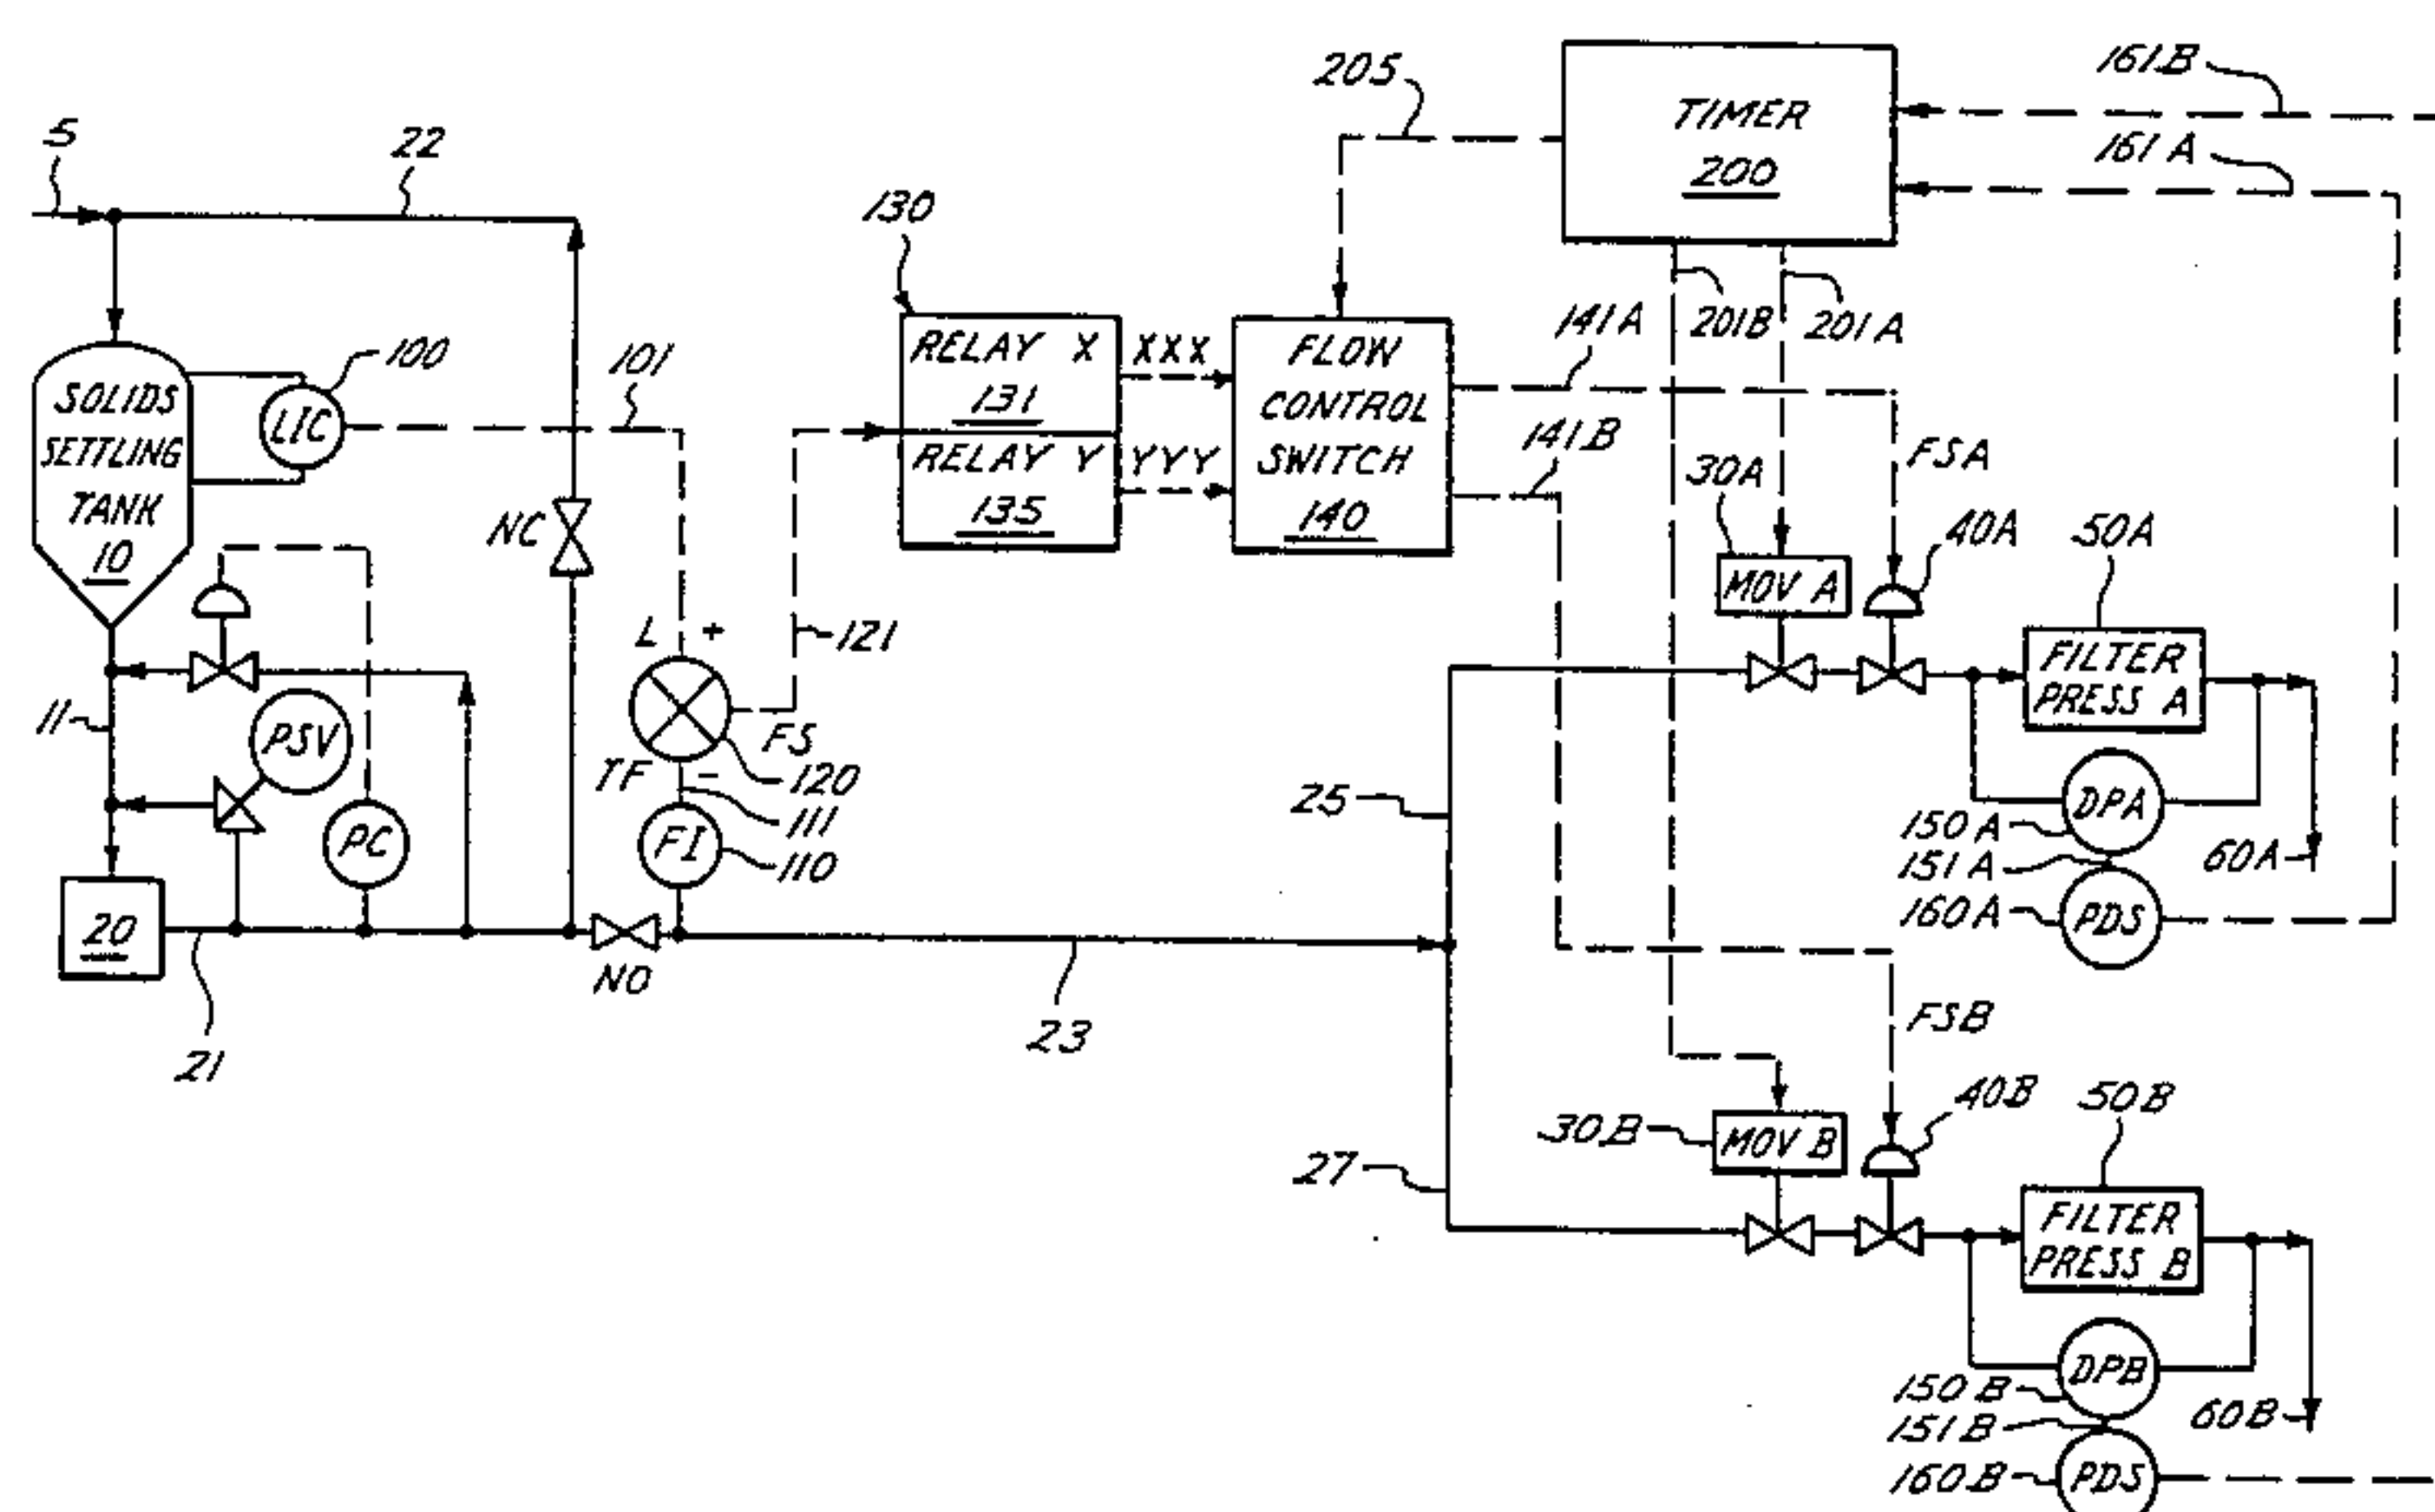 5
22
205
TIMER
200
161B
161A
130
RELAY X
131
RELAY Y
135
XXX
YYY
FLOW
CONTROL
SWITCH
140
201B
201A
141A
141B
FSA
100
LIC
101
SOLIDS
SETTLING
TANK
10
NC
30A
MOV A
40A
50A
FILTER
PRESS A
L +
121
FS
120
TF -
111
FI
110
11
PSV
PC
20
21
NO
23
25
27
DPA
150A
151A
160A
PDS
60A
FSB
30B
MOV B
40B
50B
FILTER
PRESS B
DPB
150B
151B
160B
PDS
60B